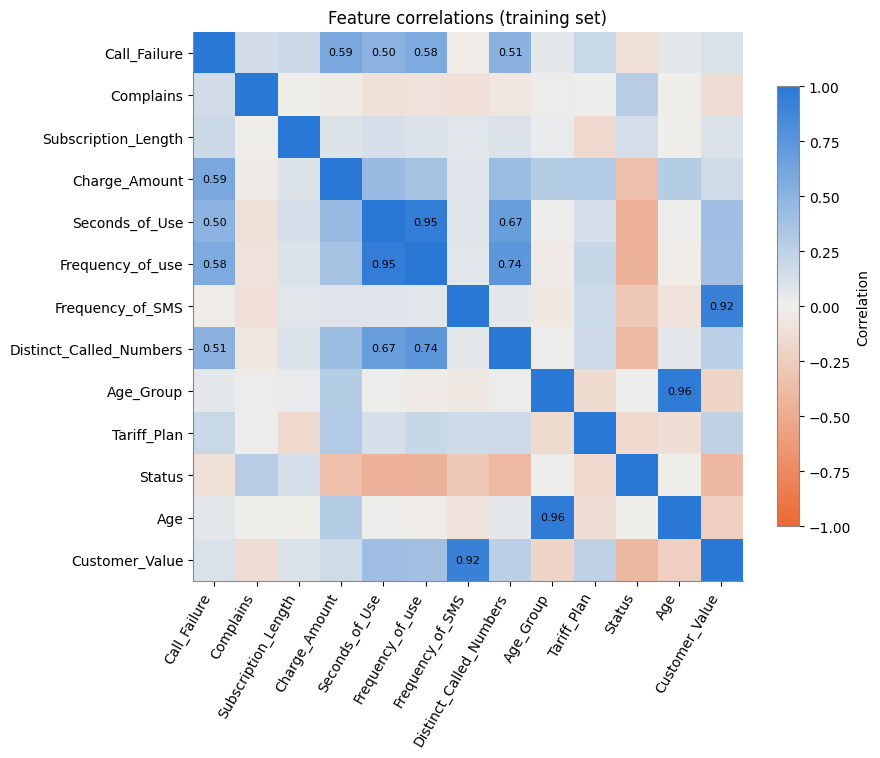 Feature correlations (training set)
Call_Failure 0.59 0.50 0.58 0.51
Complains
Subscription_Length
Charge_Amount 0.59
Seconds_of_Use 0.50 0.95 0.67
Frequency_of_use 0.58 0.95 0.74
Frequency_of_SMS 0.92
Distinct_Called_Numbers 0.51 0.67 0.74
Age_Group 0.96
Tariff_Plan
Status
Age 0.96
Customer_Value 0.92
Call_Failure
Complains
Subscription_Length
Charge_Amount
Seconds_of_Use
Frequency_of_use
Frequency_of_SMS
Distinct_Called_Numbers
Age_Group
Tariff_Plan
Status
Age
Customer_Value
1.00
0.75
0.50
0.25
0.00
−0.25
−0.50
−0.75
−1.00
Correlation